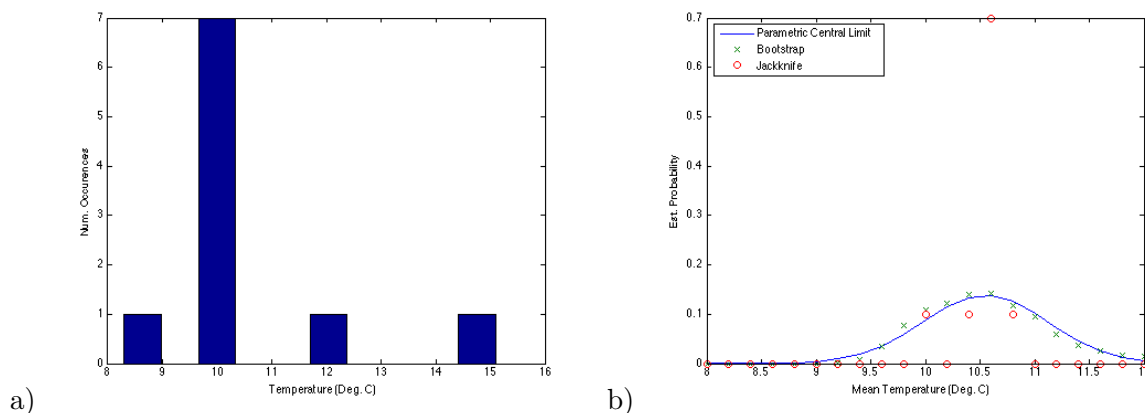 7
6
5
4
3
2
1
0
Num. Occurences
8 9 10 11 12 13 14 15 16
Temperature (Deg. C)
a)
0.7
0.6
0.5
0.4
0.3
0.2
0.1
0
Est. Probability
Parametric Central Limit
Bootstrap
Jackknife
8 8.5 9 9.5 10 10.5 11 11.5
Mean Temperature (Deg. C)
b)